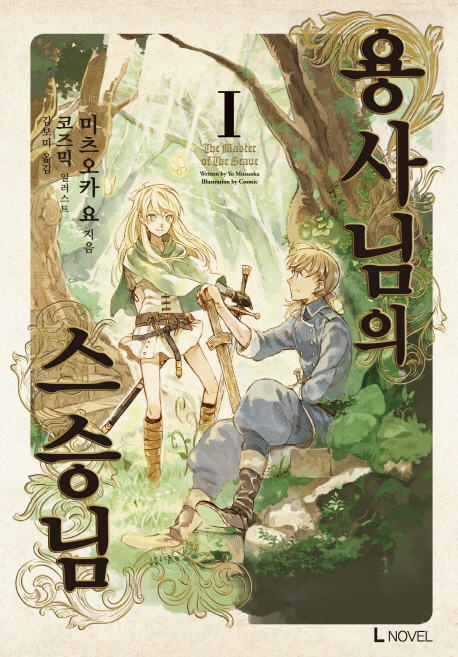 용사님의
스승님
I
The Master
of The Brave
Written by Yo Mitsuoka
Illustration by Cosmic
미츠오카 요 지음
코즈믹 일러스트
김보미 옮김
L NOVEL